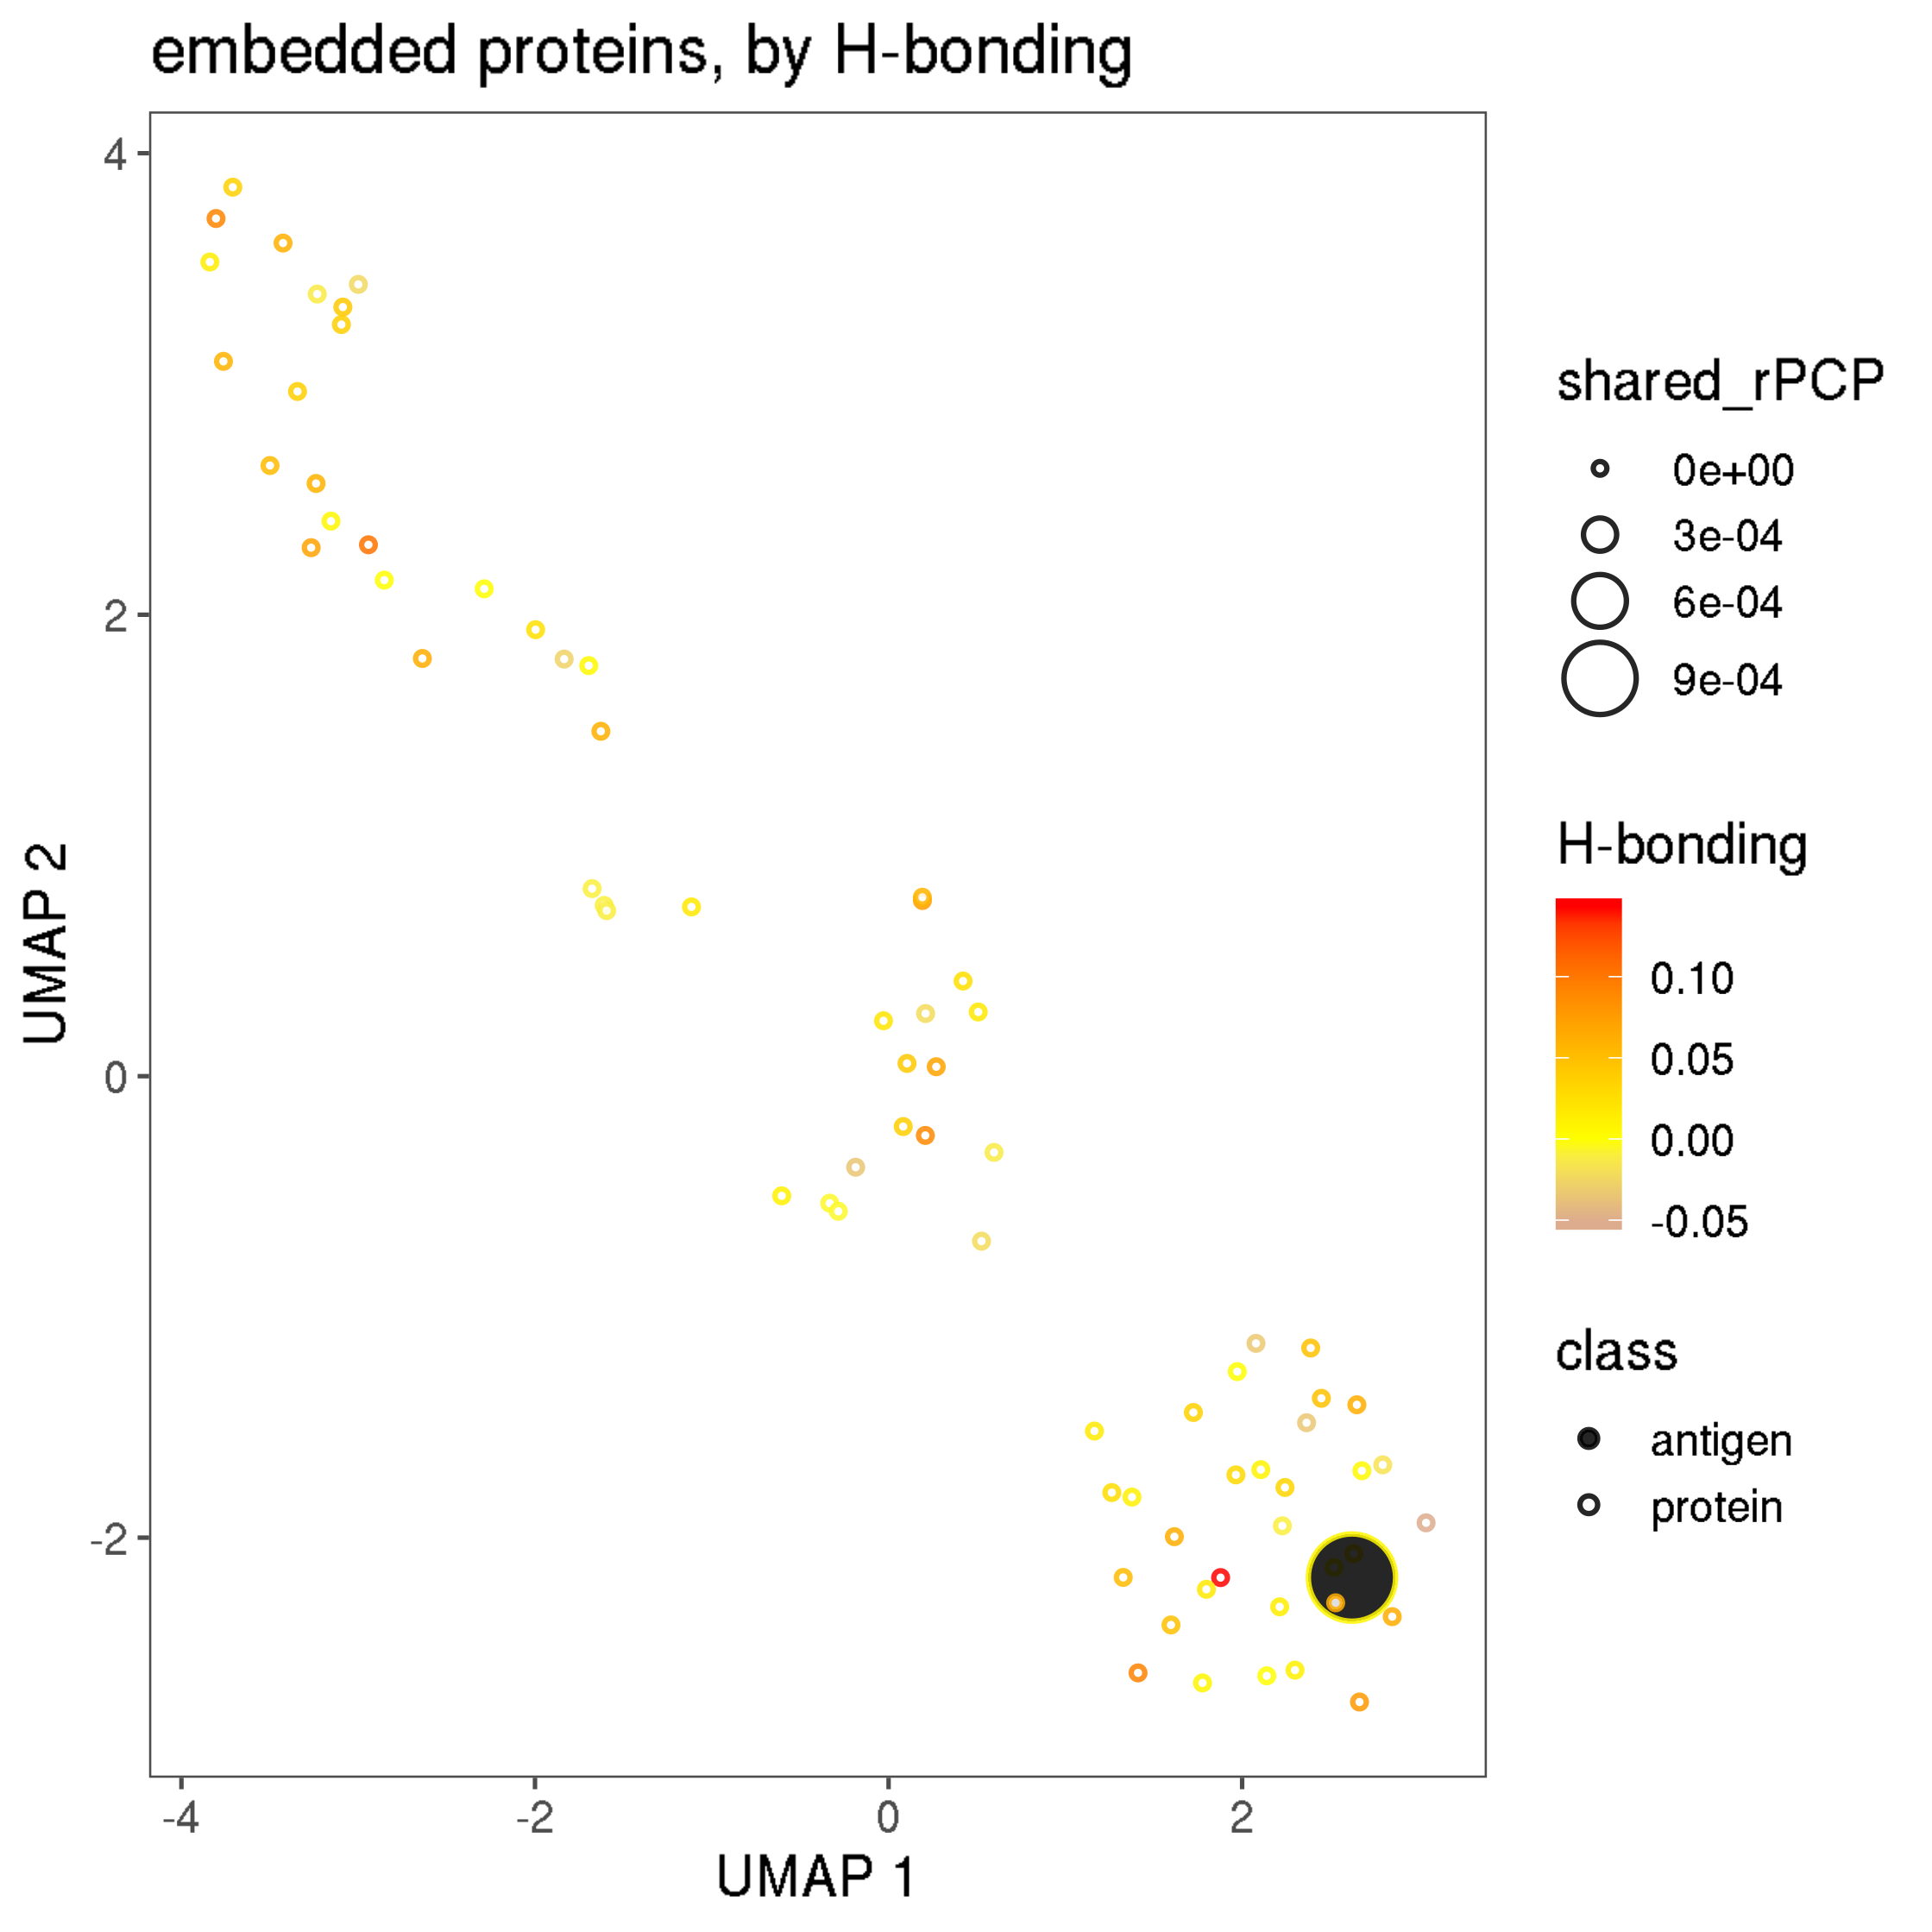 embedded proteins, by H-bonding
4
2
0
-2
UMAP 2
-4
-2
0
2
UMAP 1
shared_rPCP
0e+00
3e-04
6e-04
9e-04
H-bonding
0.10
0.05
0.00
-0.05
class
antigen
protein